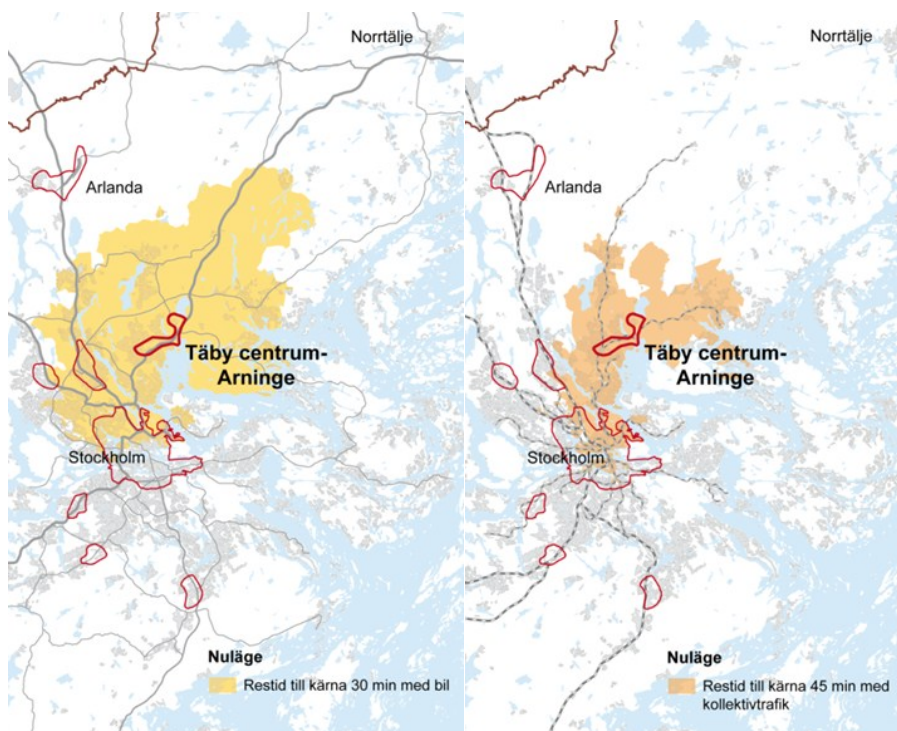 Norrtälje
Arlanda
Täby centrum-
Arninge
Stockholm
Nuläge
Restid till kärna 30 min med bil
Norrtälje
Arlanda
Täby centrum-
Arninge
Stockholm
Nuläge
Restid till kärna 45 min med
kollektivtrafik